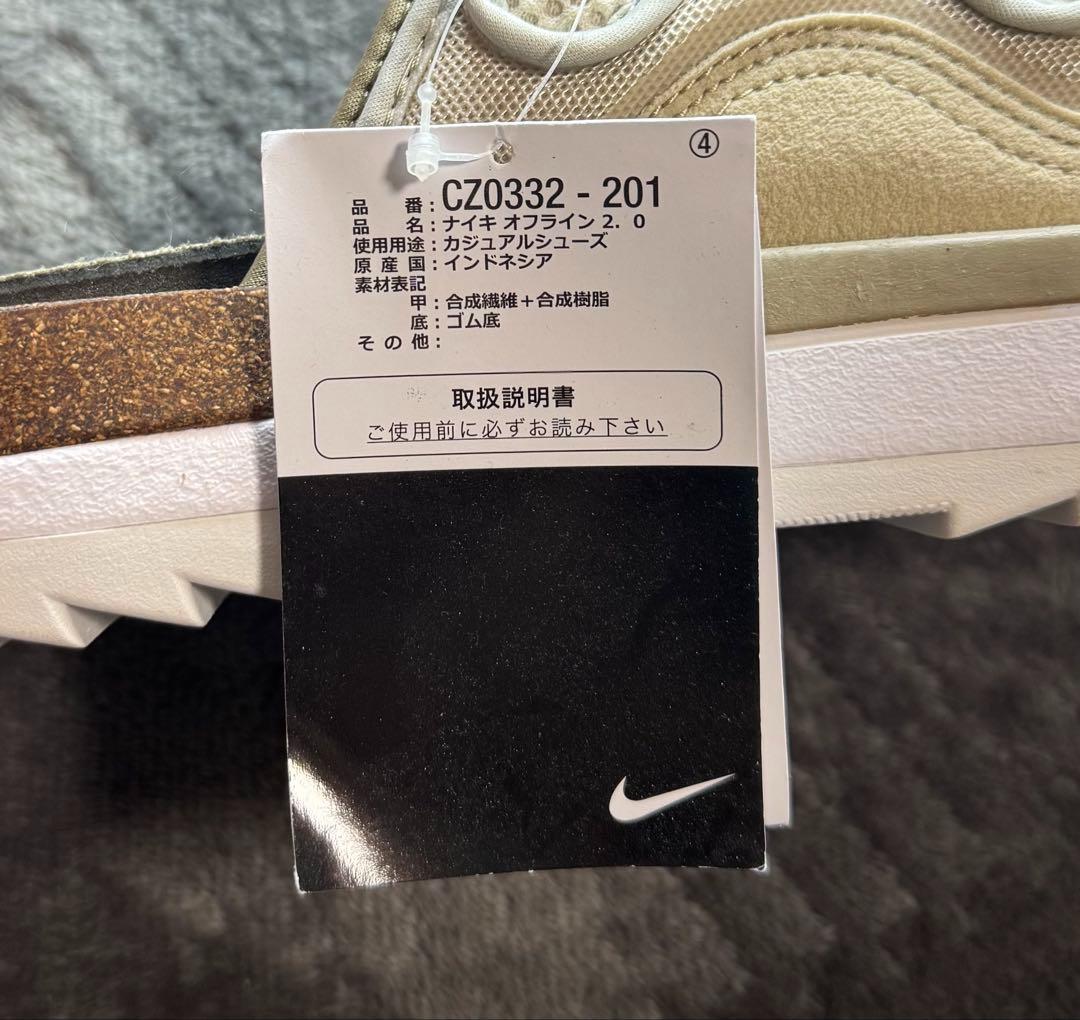 ④
品 番：CZ0332 - 201
品 名：ナイキ オフライン 2. 0
使用用途：カジュアルシューズ
原 産 国：インドネシア
素材表記
甲：合成繊維＋合成樹脂
底：ゴム底
そ の 他：
取扱説明書
ご使用前に必ずお読み下さい